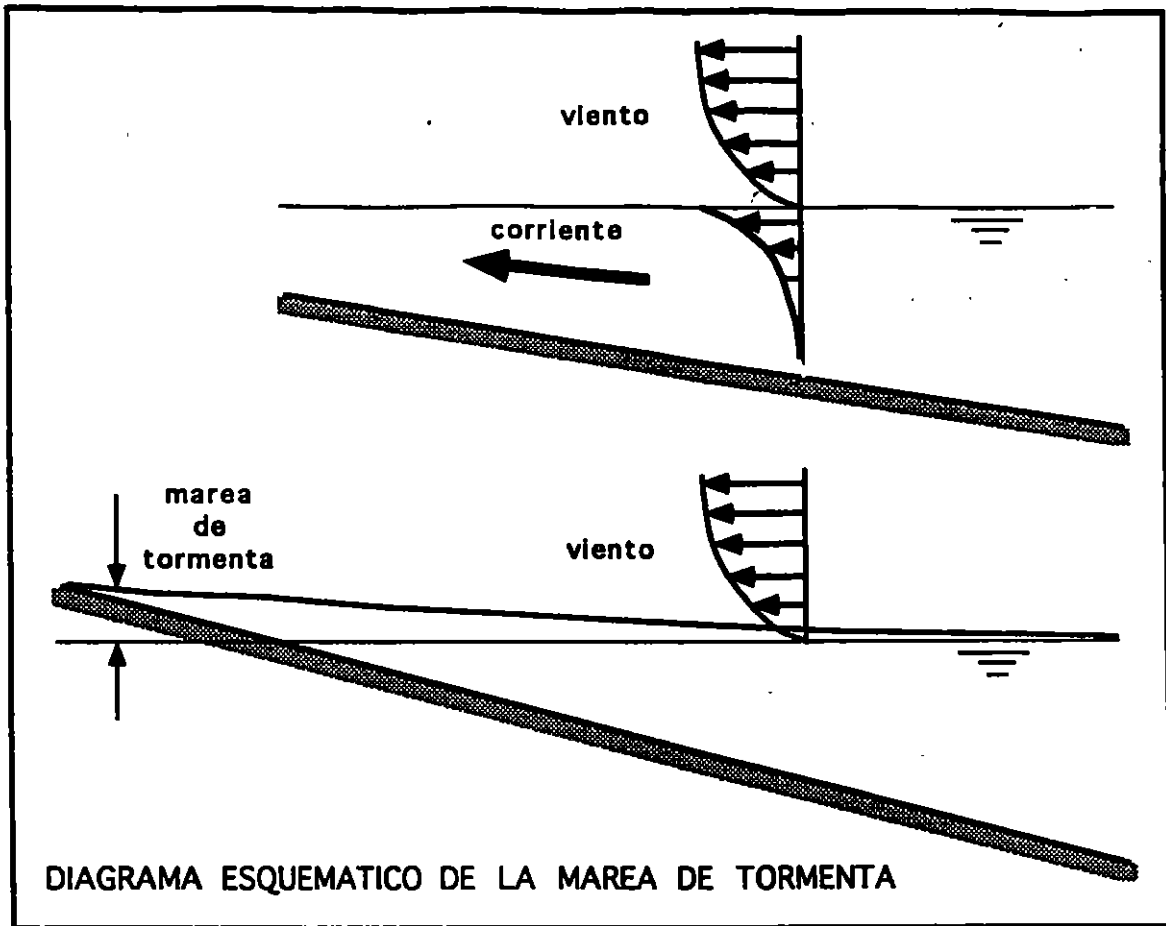 viento
corriente
marea
de
tormenta
viento
DIAGRAMA ESQUEMATICO DE LA MAREA DE TORMENTA